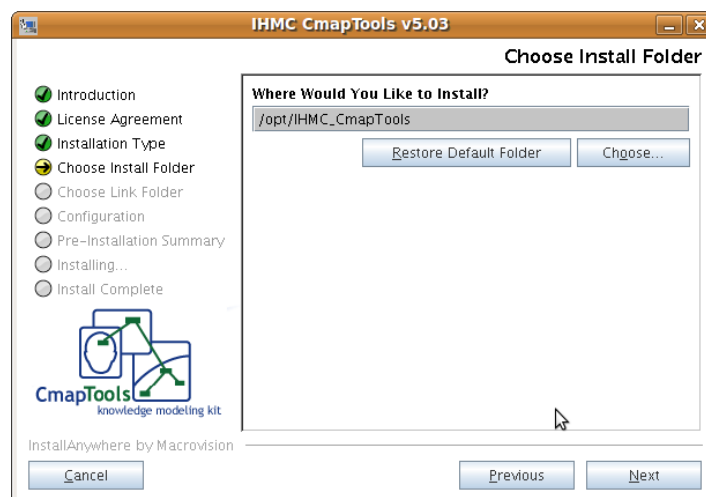 IHMC CmapTools v5.03
Choose Install Folder
Introduction
License Agreement
Installation Type
Choose Install Folder
Choose Link Folder
Configuration
Pre-Installation Summary
Installing...
Install Complete
Where Would You Like to Install?
/opt/IHMC_CmapTools
Restore Default Folder
Choose...
CmapTools
knowledge modeling kit
InstallAnywhere by Macrovision
Cancel
Previous
Next